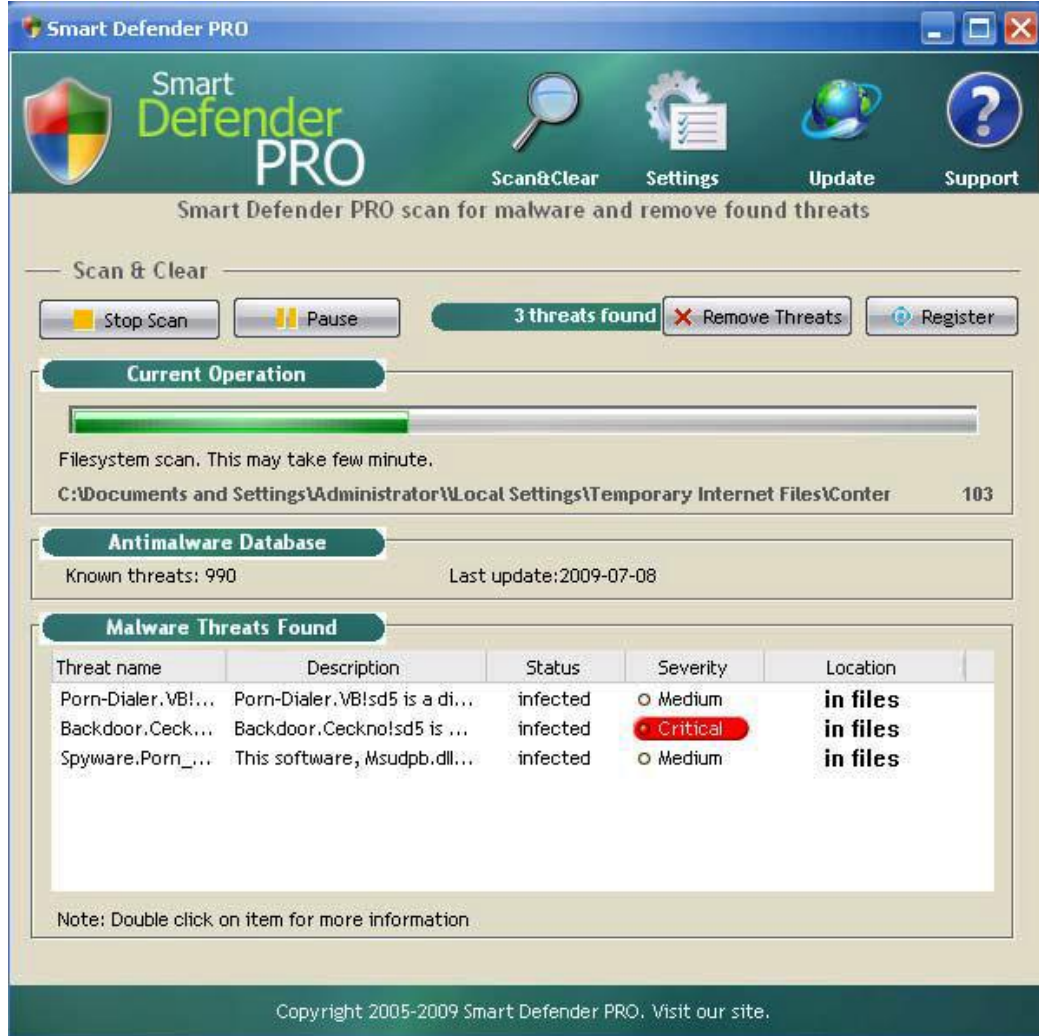 Smart Defender PRO
Smart
Defender
PRO
Scan&Clear Settings Update Support
Smart Defender PRO scan for malware and remove found threats
Scan & Clear
Stop Scan Pause 3 threats found Remove Threats Register
Current Operation
Filesystem scan. This may take few minute.
C:\Documents and Settings\Administrator\\Local Settings\Temporary Internet Files\Conter 103
Antimalware Database
Known threats: 990 Last update:2009-07-08
Malware Threats Found
Threat name Description Status Severity Location
Porn-Dialer.VB!... Porn-Dialer.VB!sd5 is a di... infected Medium in files
Backdoor.Ceck... Backdoor.Ceckno!sd5 is ... infected Critical in files
Spyware.Porn_... This software, Msudpb.dll... infected Medium in files
Note: Double click on item for more information
Copyright 2005-2009 Smart Defender PRO. Visit our site.